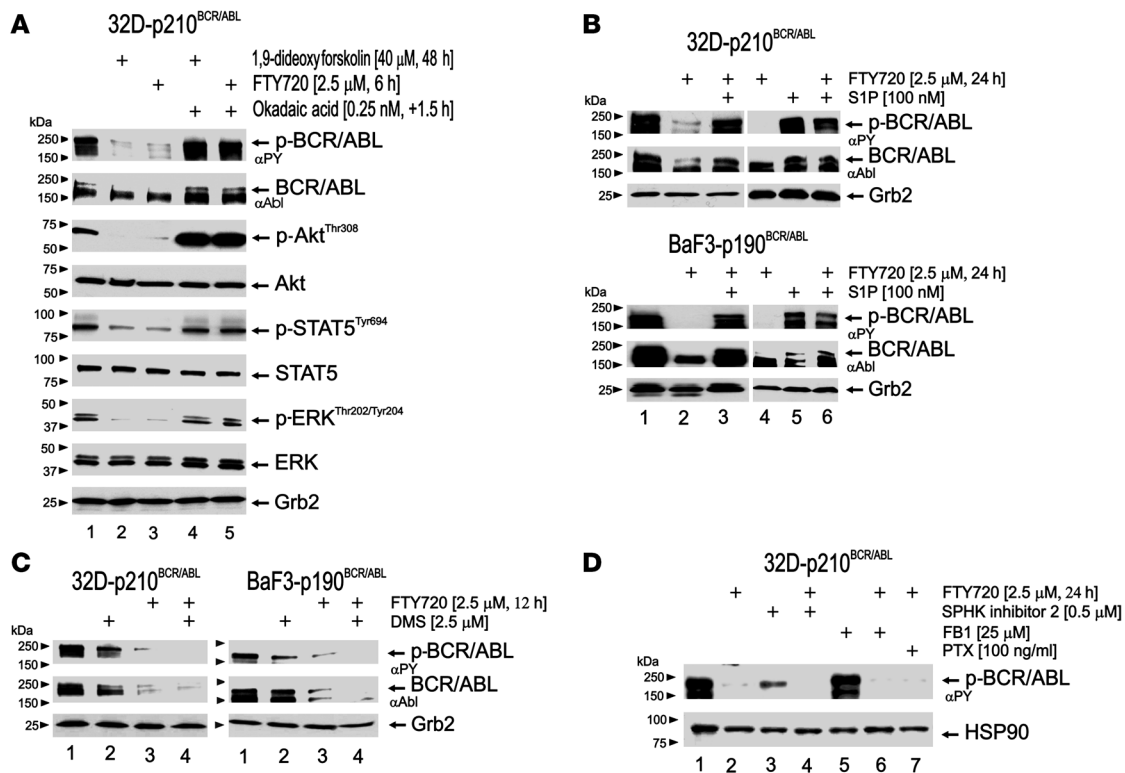 A
32D-p210BCR/ABL
+ + 1,9-dideoxyforskolin [40 μM, 48 h]
+ + FTY720 [2.5 μM, 6 h]
+ + Okadaic acid [0.25 nM, +1.5 h]
kDa
250
150
p-BCR/ABL
αPY
250
150
BCR/ABL
αAbl
75
50
p-AktThr308
75
50
Akt
100
75
p-STAT5Tyr694
100
75
STAT5
50
37
p-ERKThr202/Tyr204
50
37
ERK
25
Grb2
1 2 3 4 5
B
32D-p210BCR/ABL
+ + + + FTY720 [2.5 μM, 24 h]
+ + + S1P [100 nM]
kDa
250
150
p-BCR/ABL
αPY
250
150
BCR/ABL
αAbl
25
Grb2
BaF3-p190BCR/ABL
+ + + + FTY720 [2.5 μM, 24 h]
+ + + S1P [100 nM]
kDa
250
150
p-BCR/ABL
αPY
250
150
BCR/ABL
αAbl
25
Grb2
1 2 3 4 5 6
C
32D-p210BCR/ABL BaF3-p190BCR/ABL
+ + + + FTY720 [2.5 μM, 12 h]
+ + + + DMS [2.5 μM]
kDa
250
150
p-BCR/ABL
αPY
250
150
BCR/ABL
αAbl
25
Grb2
1 2 3 4 1 2 3 4
D
32D-p210BCR/ABL
+ + + + FTY720 [2.5 μM, 24 h]
+ + SPHK inhibitor 2 [0.5 μM]
+ + FB1 [25 μM]
+ PTX [100 ng/ml]
kDa
250
150
p-BCR/ABL
αPY
100
75
HSP90
1 2 3 4 5 6 7